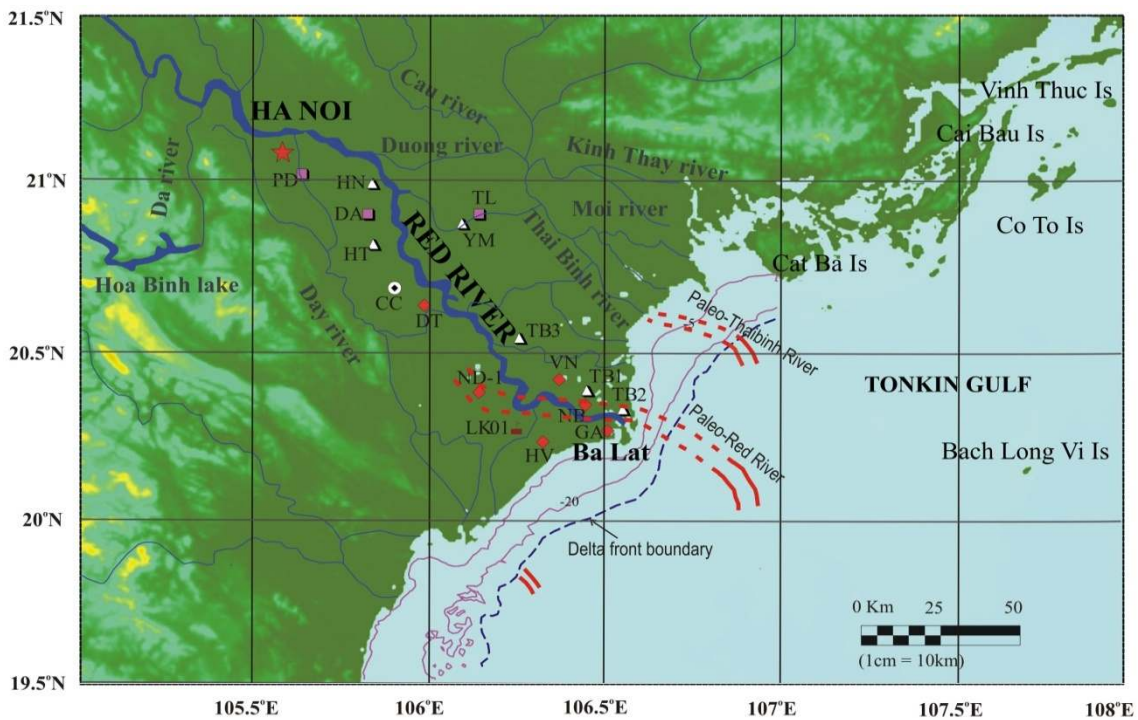 21.5°N
21°N
20.5°N
20°N
19.5°N
105.5°E
106°E
106.5°E
107°E
107.5°E
108°E
HA NOI
Cau river
Duong river
Kinh Thay river
Vinh Thuc Is
Cai Bau Is
Da river
PD
HN
DA
TL
YM
Moi river
Co To Is
HT
RED RIVER
Thai Binh river
Cat Ba Is
Hoa Binh lake
CC
DT
Day river
TB3
Paleo-Thaibinh River
-5
VN
TB1
TB2
ND-1
NB
LK01
GA
HV
Ba Lat
Paleo-Red River
TONKIN GULF
Bach Long Vi Is
-20
Delta front boundary
0 Km 25 50
(1cm = 10km)